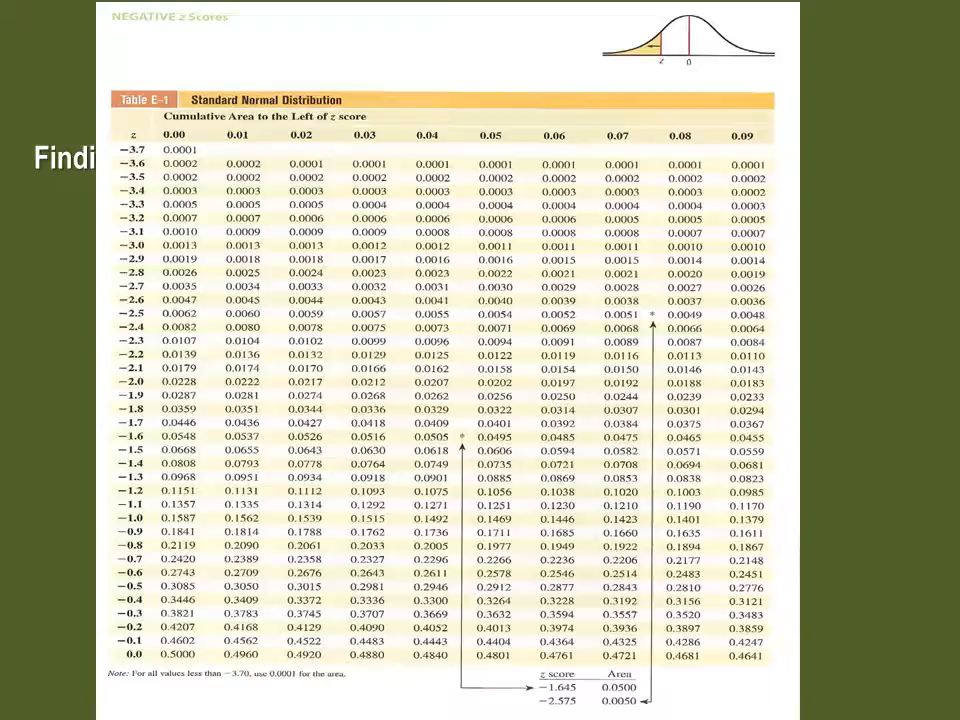 NEGATIVE z Scores
z 0
Table E-1 Standard Normal Distribution
Cumulative Area to the Left of z score
z 0.00 0.01 0.02 0.03 0.04 0.05 0.06 0.07 0.08 0.09
Findi
−3.7 0.0001
−3.6 0.0002 0.0002 0.0001 0.0001 0.0001 0.0001 0.0001 0.0001 0.0001 0.0001
−3.5 0.0002 0.0002 0.0002 0.0002 0.0002 0.0002 0.0002 0.0002 0.0002 0.0002
−3.4 0.0003 0.0003 0.0003 0.0003 0.0003 0.0003 0.0003 0.0003 0.0003 0.0002
−3.3 0.0005 0.0005 0.0005 0.0004 0.0004 0.0004 0.0004 0.0004 0.0004 0.0003
−3.2 0.0007 0.0007 0.0006 0.0006 0.0006 0.0006 0.0006 0.0005 0.0005 0.0005
−3.1 0.0010 0.0009 0.0009 0.0009 0.0008 0.0008 0.0008 0.0008 0.0007 0.0007
−3.0 0.0013 0.0013 0.0013 0.0012 0.0012 0.0011 0.0011 0.0011 0.0010 0.0010
−2.9 0.0019 0.0018 0.0018 0.0017 0.0016 0.0016 0.0015 0.0015 0.0014 0.0014
−2.8 0.0026 0.0025 0.0024 0.0023 0.0023 0.0022 0.0021 0.0021 0.0020 0.0019
−2.7 0.0035 0.0034 0.0033 0.0032 0.0031 0.0030 0.0029 0.0028 0.0027 0.0026
−2.6 0.0047 0.0045 0.0044 0.0043 0.0041 0.0040 0.0039 0.0038 0.0037 0.0036
−2.5 0.0062 0.0060 0.0059 0.0057 0.0055 0.0054 0.0052 0.0051 * 0.0049 0.0048
−2.4 0.0082 0.0080 0.0078 0.0075 0.0073 0.0071 0.0069 0.0068 0.0066 0.0064
−2.3 0.0107 0.0104 0.0102 0.0099 0.0096 0.0094 0.0091 0.0089 0.0087 0.0084
−2.2 0.0139 0.0136 0.0132 0.0129 0.0125 0.0122 0.0119 0.0116 0.0113 0.0110
−2.1 0.0179 0.0174 0.0170 0.0166 0.0162 0.0158 0.0154 0.0150 0.0146 0.0143
−2.0 0.0228 0.0222 0.0217 0.0212 0.0207 0.0202 0.0197 0.0192 0.0188 0.0183
−1.9 0.0287 0.0281 0.0274 0.0268 0.0262 0.0256 0.0250 0.0244 0.0239 0.0233
−1.8 0.0359 0.0351 0.0344 0.0336 0.0329 0.0322 0.0314 0.0307 0.0301 0.0294
−1.7 0.0446 0.0436 0.0427 0.0418 0.0409 0.0401 0.0392 0.0384 0.0375 0.0367
−1.6 0.0548 0.0537 0.0526 0.0516 0.0505 * 0.0495 0.0485 0.0475 0.0465 0.0455
−1.5 0.0668 0.0655 0.0643 0.0630 0.0618 0.0606 0.0594 0.0582 0.0571 0.0559
−1.4 0.0808 0.0793 0.0778 0.0764 0.0749 0.0735 0.0721 0.0708 0.0694 0.0681
−1.3 0.0968 0.0951 0.0934 0.0918 0.0901 0.0885 0.0869 0.0853 0.0838 0.0823
−1.2 0.1151 0.1131 0.1112 0.1093 0.1075 0.1056 0.1038 0.1020 0.1003 0.0985
−1.1 0.1357 0.1335 0.1314 0.1292 0.1271 0.1251 0.1230 0.1210 0.1190 0.1170
−1.0 0.1587 0.1562 0.1539 0.1515 0.1492 0.1469 0.1446 0.1423 0.1401 0.1379
−0.9 0.1841 0.1814 0.1788 0.1762 0.1736 0.1711 0.1685 0.1660 0.1635 0.1611
−0.8 0.2119 0.2090 0.2061 0.2033 0.2005 0.1977 0.1949 0.1922 0.1894 0.1867
−0.7 0.2420 0.2389 0.2358 0.2327 0.2296 0.2266 0.2236 0.2206 0.2177 0.2148
−0.6 0.2743 0.2709 0.2676 0.2643 0.2611 0.2578 0.2546 0.2514 0.2483 0.2451
−0.5 0.3085 0.3050 0.3015 0.2981 0.2946 0.2912 0.2877 0.2843 0.2810 0.2776
−0.4 0.3446 0.3409 0.3372 0.3336 0.3300 0.3264 0.3228 0.3192 0.3156 0.3121
−0.3 0.3821 0.3783 0.3745 0.3707 0.3669 0.3632 0.3594 0.3557 0.3520 0.3483
−0.2 0.4207 0.4168 0.4129 0.4090 0.4052 0.4013 0.3974 0.3936 0.3897 0.3859
−0.1 0.4602 0.4562 0.4522 0.4483 0.4443 0.4404 0.4364 0.4325 0.4286 0.4247
0.0 0.5000 0.4960 0.4920 0.4880 0.4840 0.4801 0.4761 0.4721 0.4681 0.4641
Note: For all values less than −3.70, use 0.0001 for the area.
z score Area
−1.645 0.0500
−2.575 0.0050